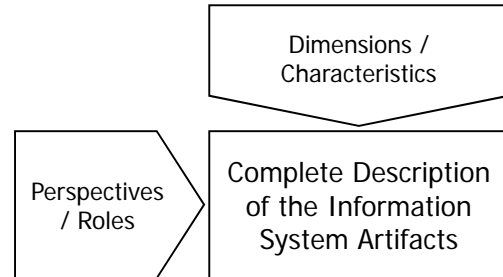 Dimensions /
Characteristics
Perspectives
/ Roles
Complete Description
of the Information
System Artifacts